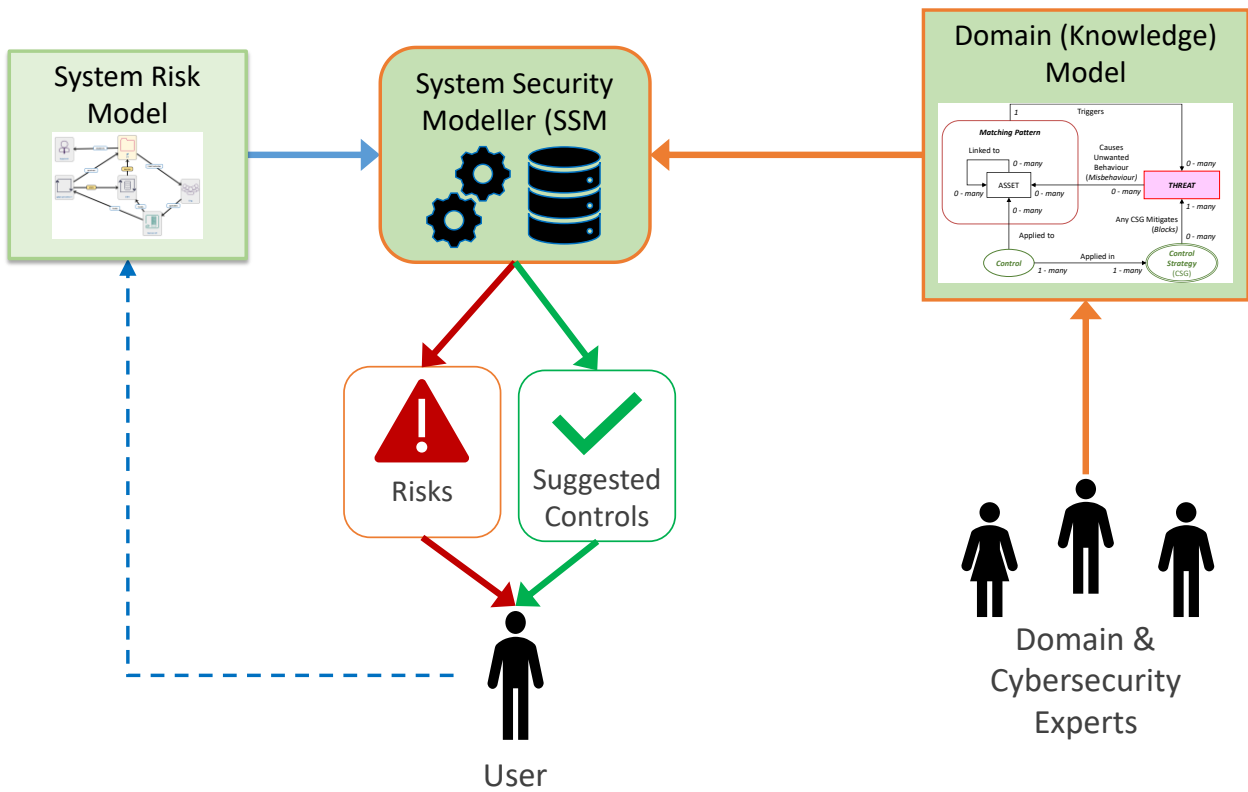 System Risk
Model
System Security
Modeller (SSM
Domain (Knowledge)
Model
1
Triggers
Matching Pattern
Linked to
0 - many
0 - many
ASSET
0 - many
0 - many
Causes
Unwanted
Behaviour
(Misbehaviour)
0 - many
0 - many
THREAT
1 - many
Any CSG Mitigates
(Blocks)
0 - many
Applied to
Control
1 - many
Applied in
1 - many
Control
Strategy
(CSG)
Risks
Suggested
Controls
User
Domain &
Cybersecurity
Experts